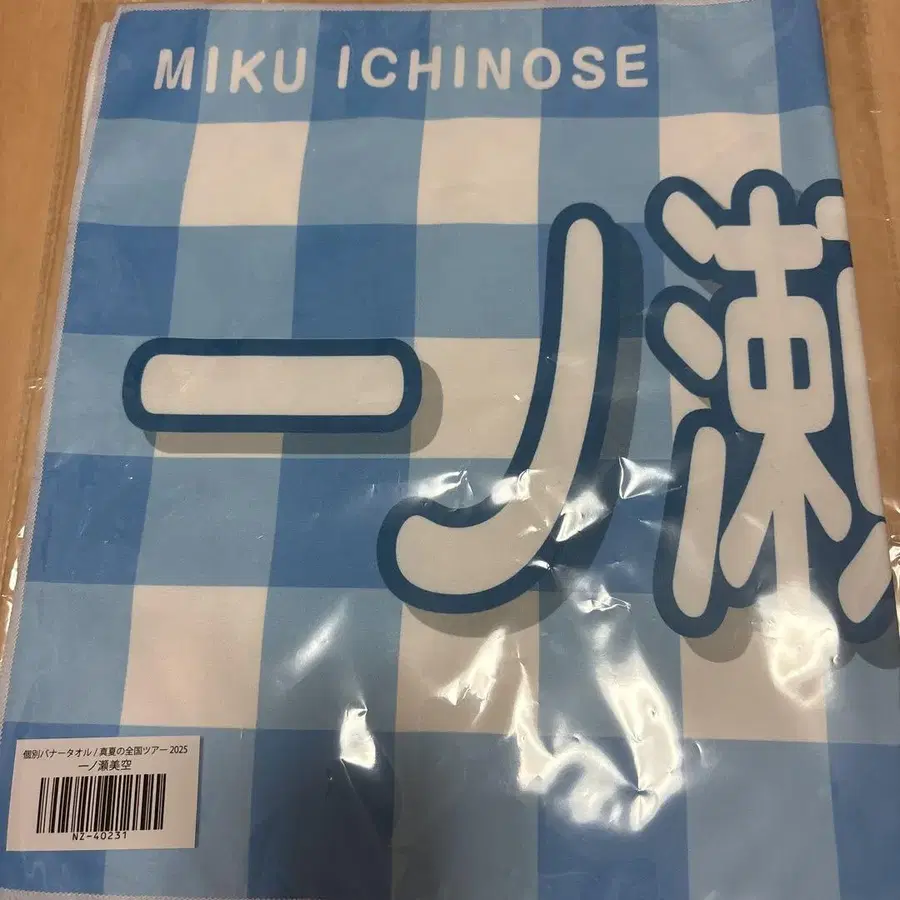 MIKU ICHINOSE
一ノ瀬
個別バナータオル / 真夏の全国ツアー 2025
一ノ瀬美空
NZ-40231